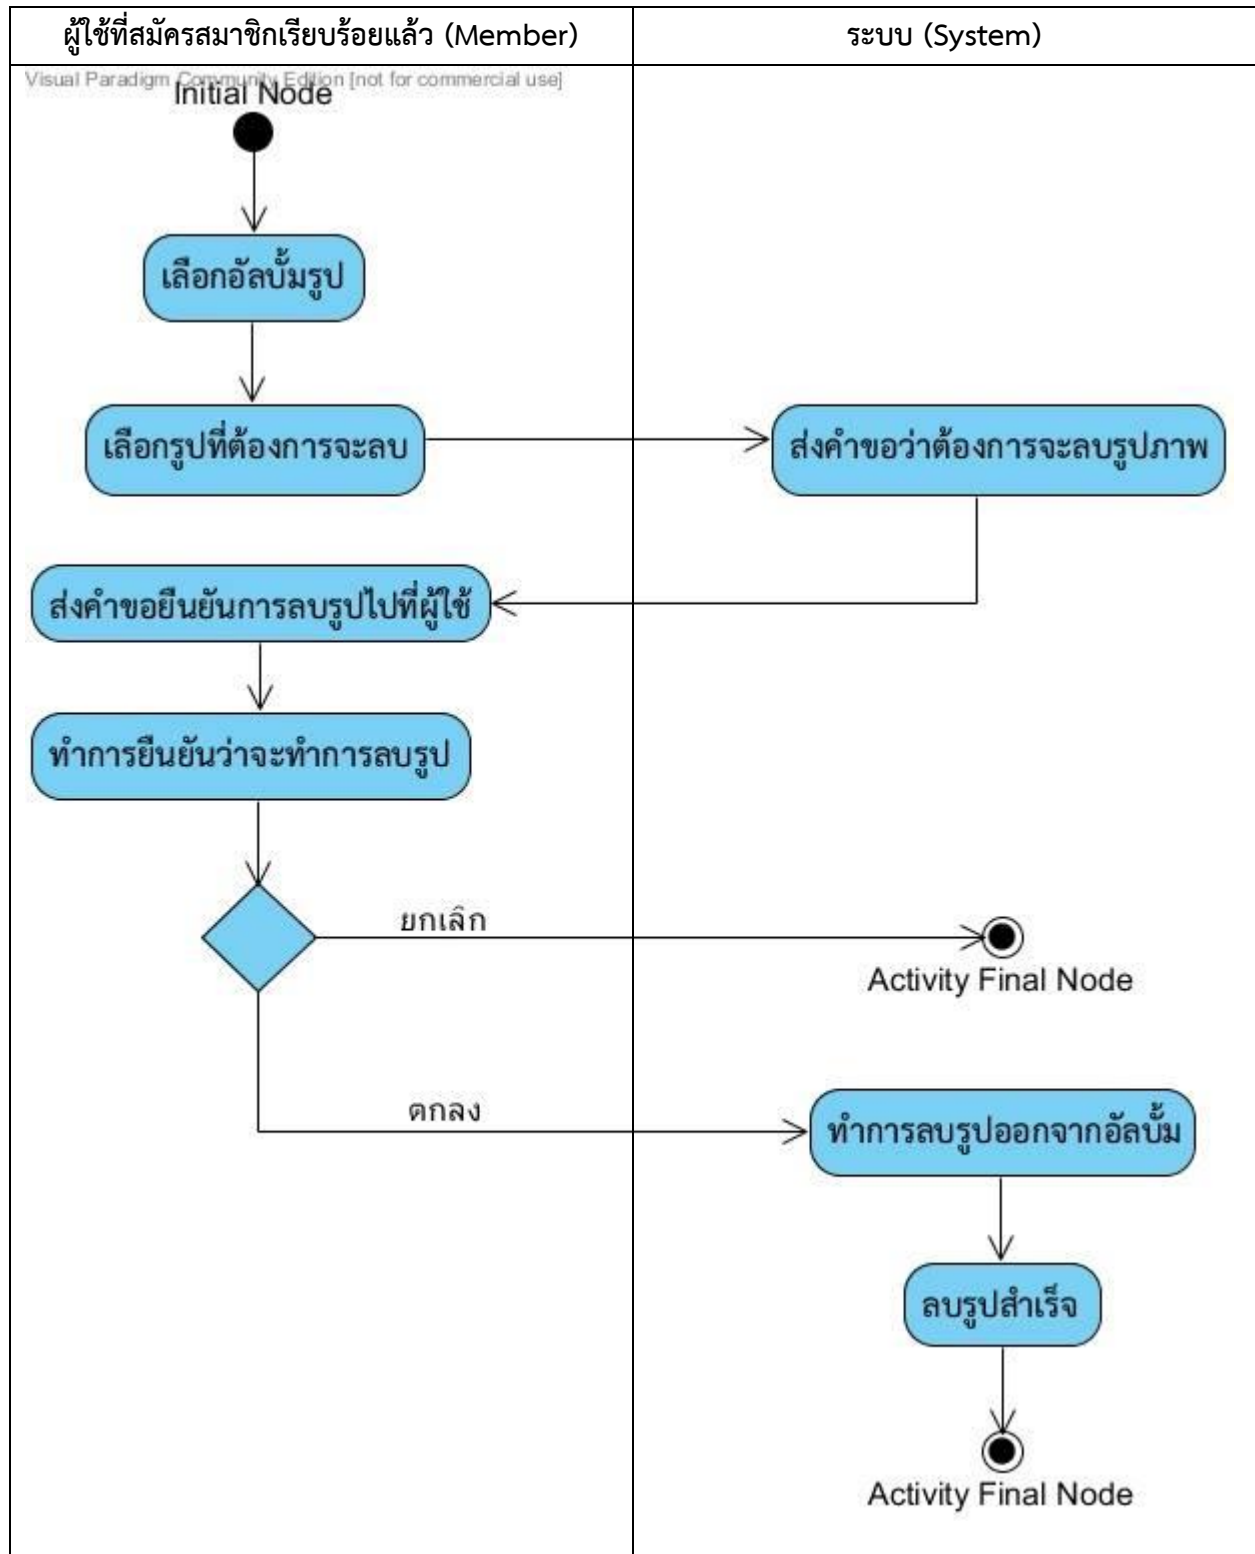 ผู้ใช้ที่สมัครสมาชิกเรียบร้อยแล้ว (Member)
ระบบ (System)
Visual Paradigm Community Edition [not for commercial use]
Initial Node
เลือกอัลบั้มรูป
เลือกรูปที่ต้องการจะลบ
ส่งคำขอว่าต้องการจะลบรูปภาพ
ส่งคำขอยืนยันการลบรูปไปที่ผู้ใช้
ทำการยืนยันว่าจะทำการลบรูป
ยกเลิก
Activity Final Node
ตกลง
ทำการลบรูปออกจากอัลบั้ม
ลบรูปสำเร็จ
Activity Final Node